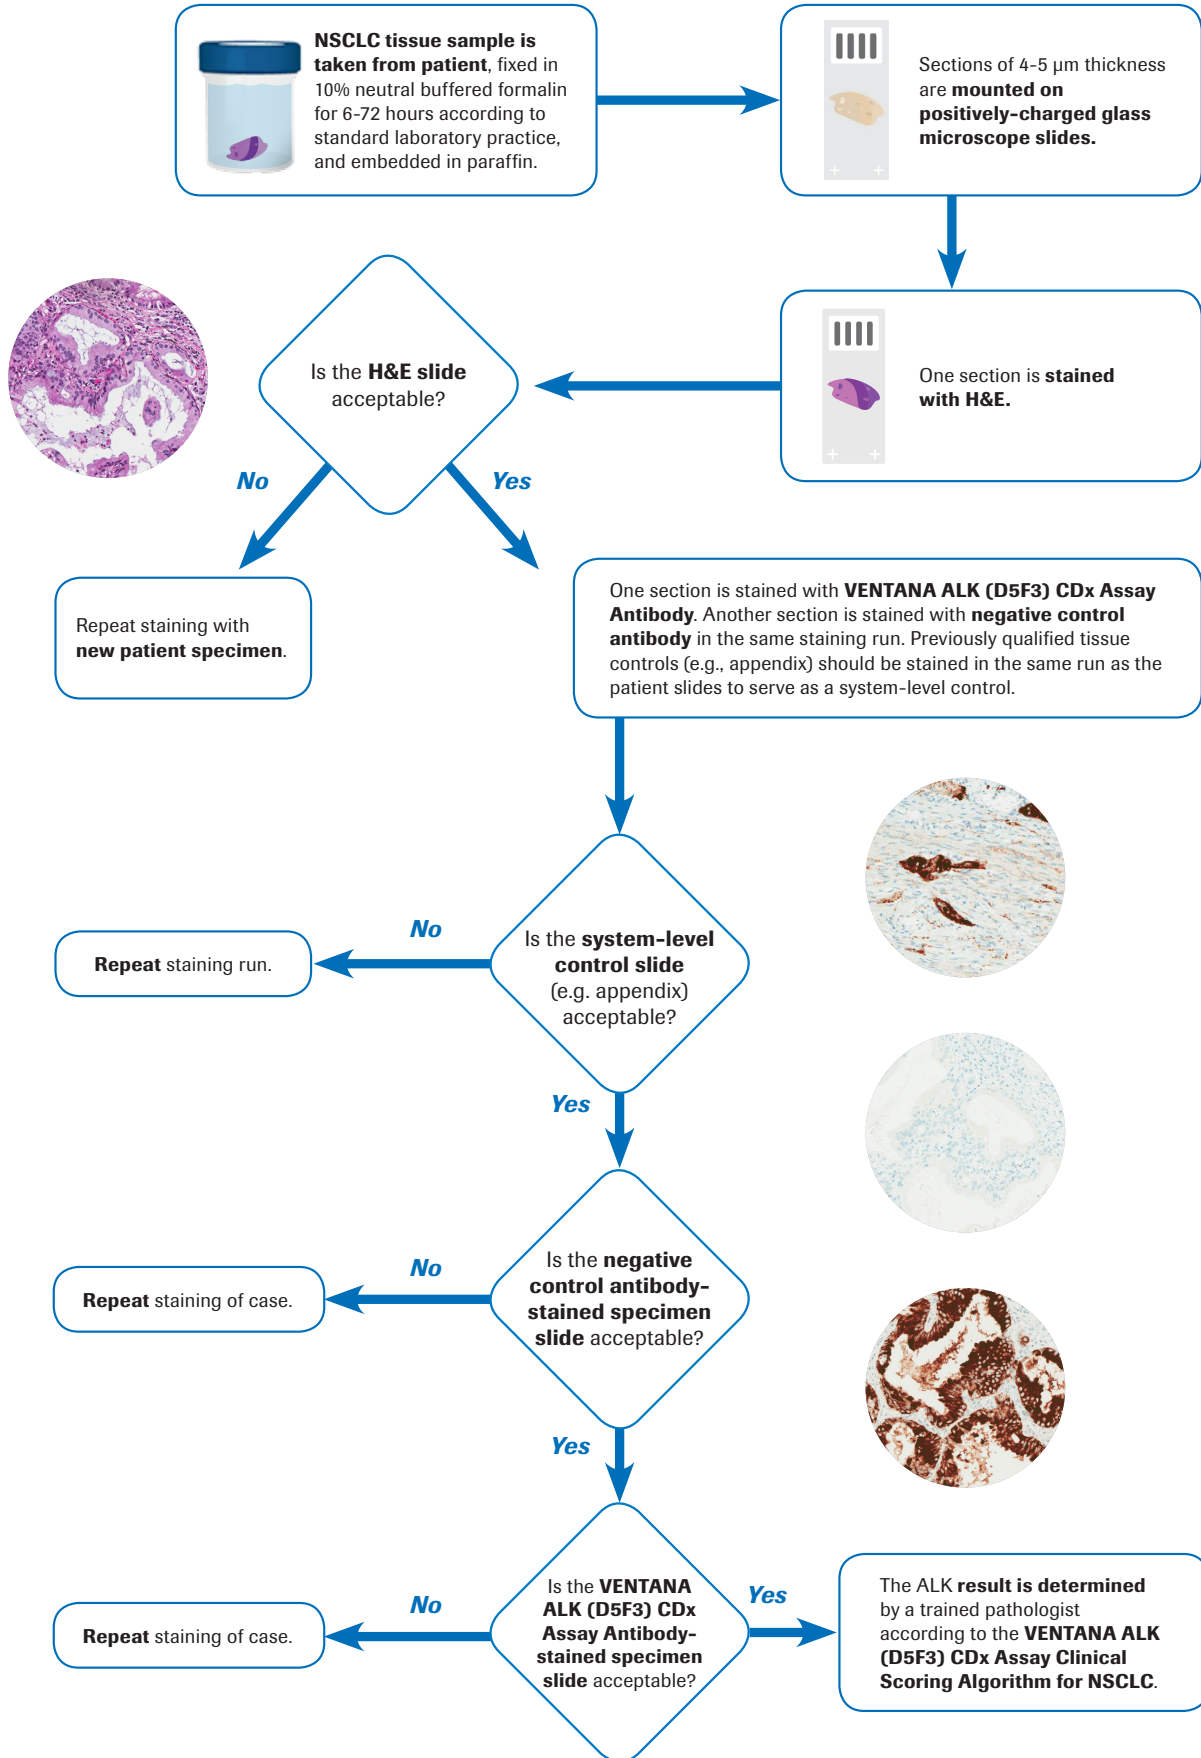 NSCLC tissue sample is
taken from patient, fixed in
10% neutral buffered formalin
for 6-72 hours according to
standard laboratory practice,
and embedded in paraffin.
Sections of 4-5 µm thickness
are mounted on
positively-charged glass
microscope slides.
One section is stained
with H&E.
Is the H&E slide
acceptable?
No
Yes
Repeat staining with
new patient specimen.
One section is stained with VENTANA ALK (D5F3) CDx Assay
Antibody. Another section is stained with negative control
antibody in the same staining run. Previously qualified tissue
controls (e.g., appendix) should be stained in the same run as the
patient slides to serve as a system-level control.
Is the system-level
control slide
(e.g. appendix)
acceptable?
No
Repeat staining run.
Yes
Is the negative
control antibody-
stained specimen
slide acceptable?
No
Repeat staining of case.
Yes
Is the VENTANA
ALK (D5F3) CDx
Assay Antibody-
stained specimen
slide acceptable?
No
Repeat staining of case.
Yes
The ALK result is determined
by a trained pathologist
according to the VENTANA ALK
(D5F3) CDx Assay Clinical
Scoring Algorithm for NSCLC.